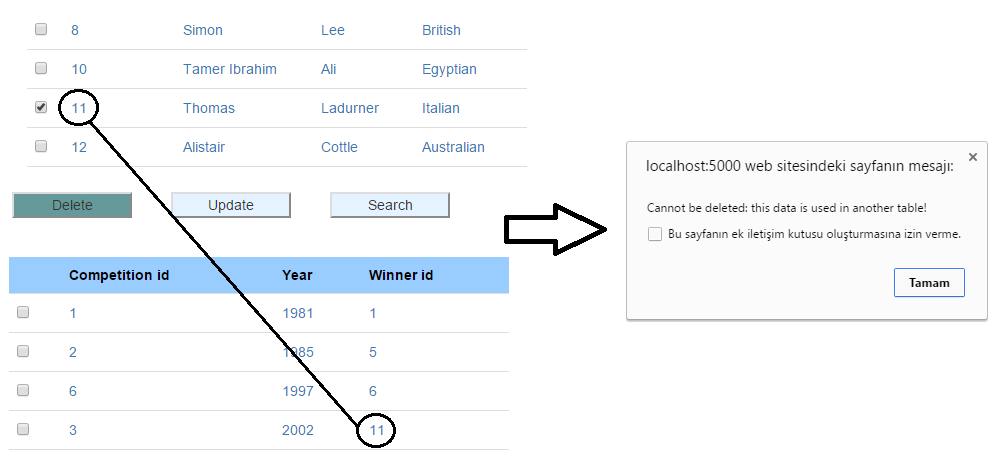 8 Simon Lee British
10 Tamer Ibrahim Ali Egyptian
11 Thomas Ladurner Italian
12 Alistair Cottle Australian
Delete Update Search
Competition id Year Winner id
1 1981 1
2 1985 5
6 1997 6
3 2002 11
localhost:5000 web sitesindeki sayfanın mesajı:
Cannot be deleted: this data is used in another table!
Bu sayfanın ek iletişim kutusu oluşturmasına izin verme.
Tamam